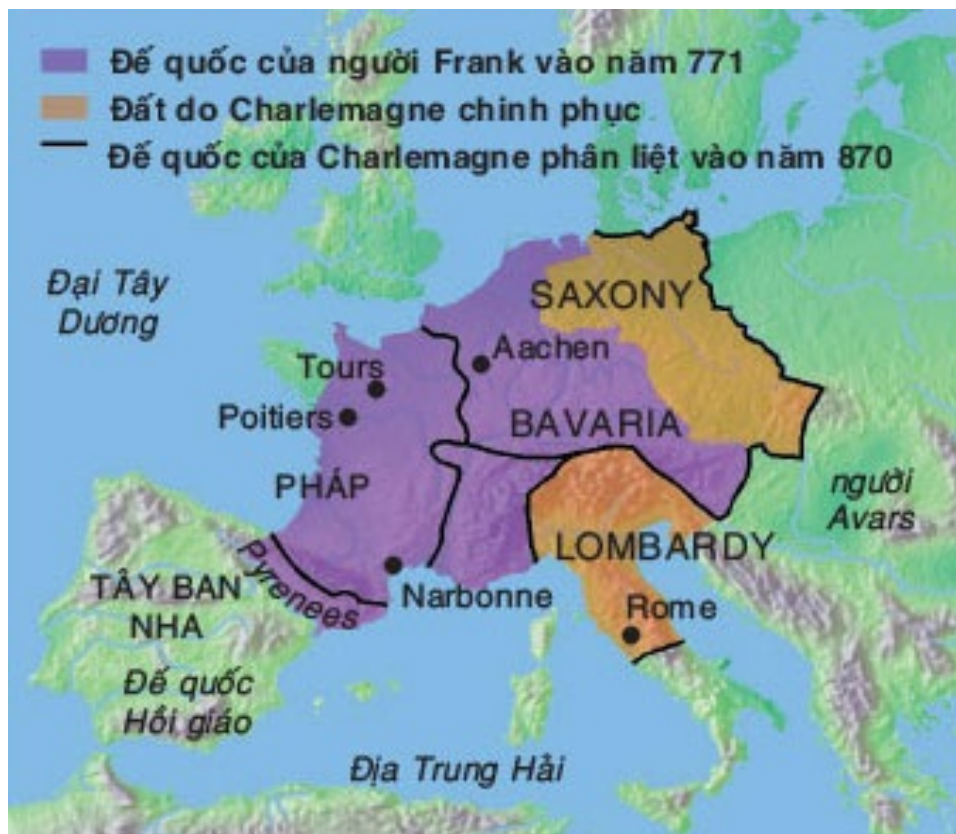 Đế quốc của người Frank vào năm 771
Đất do Charlemagne chinh phục
Đế quốc của Charlemagne phân liệt vào năm 870
Đại Tây
Dương
SAXONY
Aachen
Tours
Poitiers
BAVARIA
PHÁP
người
Avars
LOMBARDY
Pyrenees
Narbonne
TÂY BAN
NHA
Rome
Đế quốc
Hồi giáo
Địa Trung Hải